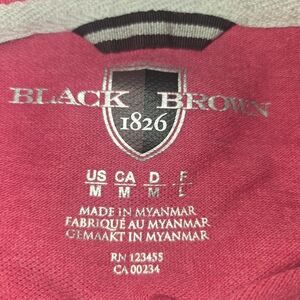 BLACK BROWN
1826
US CA D F
M M M L
MADE IN MYANMAR
FABRIQUÉ AU MYANMAR
GEMAAKT IN MYANMAR
RN 123455
CA 00234